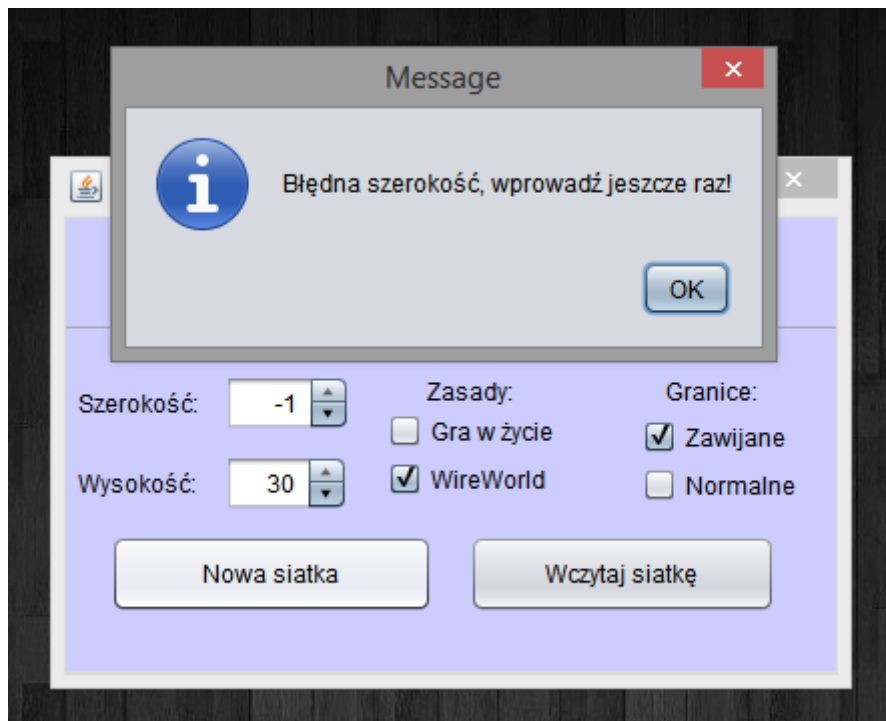 Message
Błędna szerokość, wprowadź jeszcze raz!
OK
Szerokość: -1
Zasady:
Granice:
Gra w życie
Zawijane
Wysokość: 30
WireWorld
Normalne
Nowa siatka
Wczytaj siatkę